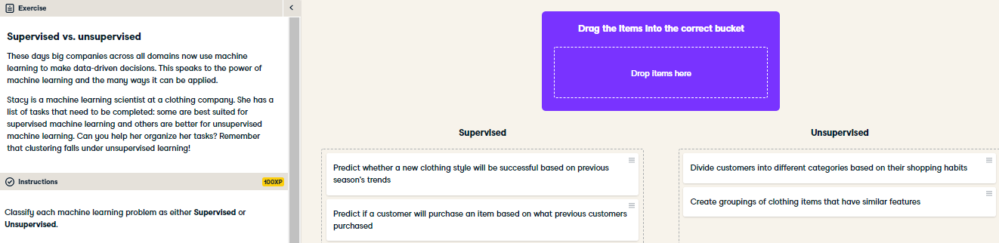 Exercise
Supervised vs. unsupervised
These days big companies across all domains now use machine
learning to make data-driven decisions. This speaks to the power of
machine learning and the many ways it can be applied.
Stacy is a machine learning scientist at a clothing company. She has a
list of tasks that need to be completed: some are best suited for
supervised machine learning and others are better for unsupervised
machine learning. Can you help her organize her tasks? Remember
that clustering falls under unsupervised learning!
Instructions
100XP
Classify each machine learning problem as either Supervised or
Unsupervised.
Drag the items into the correct bucket
Drop items here
Supervised
Predict whether a new clothing style will be successful based on previous
season's trends
Predict if a customer will purchase an item based on what previous customers
purchased
Unsupervised
Divide customers into different categories based on their shopping habits
Create groupings of clothing items that have similar features